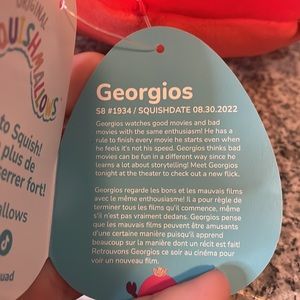 ORIGINAL
Georgios
S8 #1934 / SQUISHDATE 08.30.2022
Georgios watches good movies and bad
movies with the same enthusiasm! He has a
rule to finish every movie he starts even when
he feels it's not his speed. Georgios thinks bad
movies can be fun in a different way since he
learns a lot about storytelling! Meet Georgios
tonight at the theater to check out a new flick.
Georgios regarde les bons et les mauvais films
avec le même enthousiasme! Il a pour règle de
terminer tous les films qu'il commence, même
s'il n'est pas vraiment dedans. Georgios pense
que les mauvais films peuvent être amusants
d'une certaine manière puisqu'il apprend
beaucoup sur la manière dont un récit est fait!
Retrouvons Georgios ce soir au cinéma pour
voir un nouveau film.
to Squish!
plus de
errer fort!
allows
uad